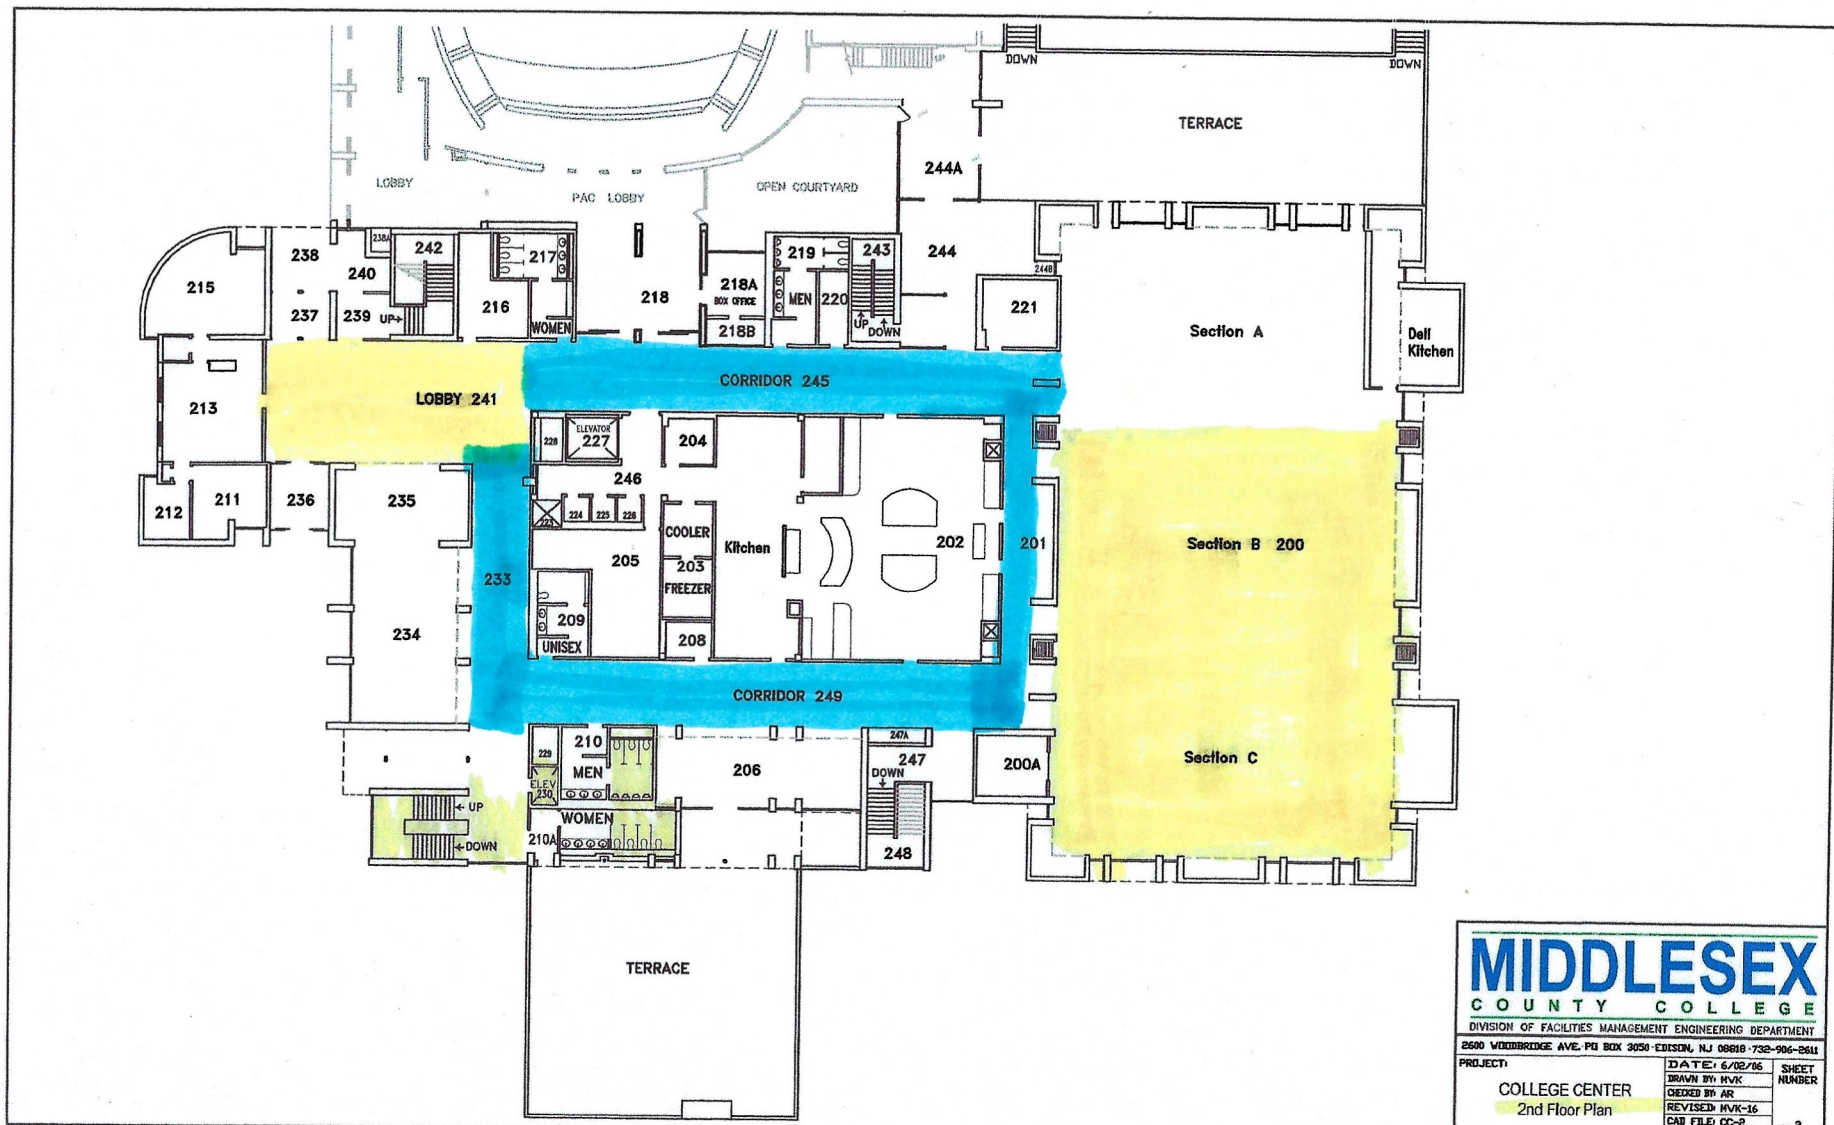 DOWN
DOWN
UP
TERRACE
LOBBY
PAC LOBBY
OPEN COURTYARD
244A
238
238A
242
217
219
243
244
244B
215
240
216
218
218A
BOX OFFICE
MEN
220
221
237
239
UP
WOMEN
218B
UP
DOWN
Section A
Deli
Kitchen
213
LOBBY 241
CORRIDOR 245
228
ELEVATOR
227
204
246
212
211
236
235
223
224
225
226
COOLER
203
FREEZER
Kitchen
202
201
Section B 200
233
205
209
UNISEX
208
234
CORRIDOR 249
229
210
MEN
ELEV
230
206
247A
247
DOWN
200A
Section C
UP
DOWN
WOMEN
210A
248
TERRACE
MIDDLESEX
COUNTY COLLEGE
DIVISION OF FACILITIES MANAGEMENT ENGINEERING DEPARTMENT
2600 WOODBRIDGE AVE. PO BOX 3050 EDISON, NJ 08818 732-906-2611
PROJECT:
COLLEGE CENTER
2nd Floor Plan
DATE: 6/02/06
DRAWN BY: MVK
CHECKED BY: AR
REVISED: MVK-16
CAD FILE: CC-2
SHEET
NUMBER
2